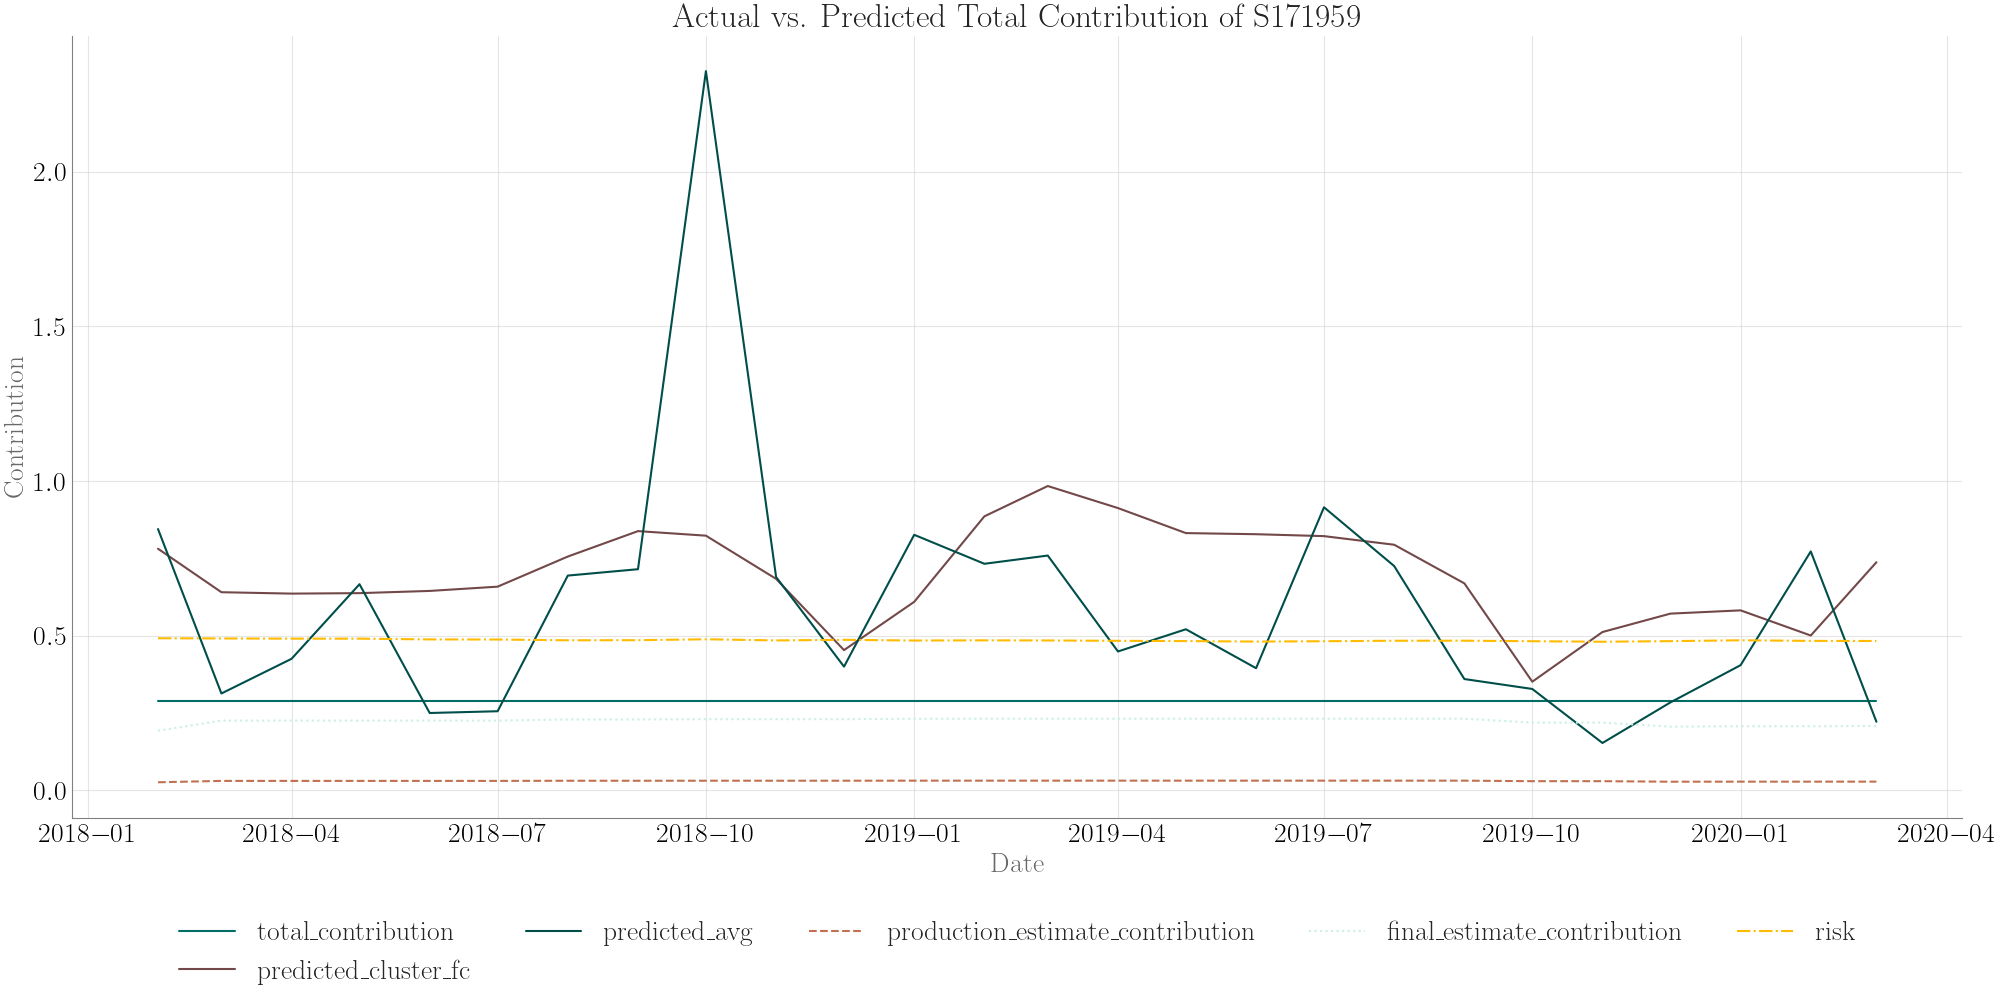 Actual vs. Predicted Total Contribution of S171959
Contribution
2.0
1.5
1.0
0.5
0.0
2018–01 2018–04 2018–07 2018–10 2019–01 2019–04 2019–07 2019–10 2020–01 2020–04
Date
total_contribution predicted_avg production_estimate_contribution final_estimate_contribution risk
predicted_cluster_fc